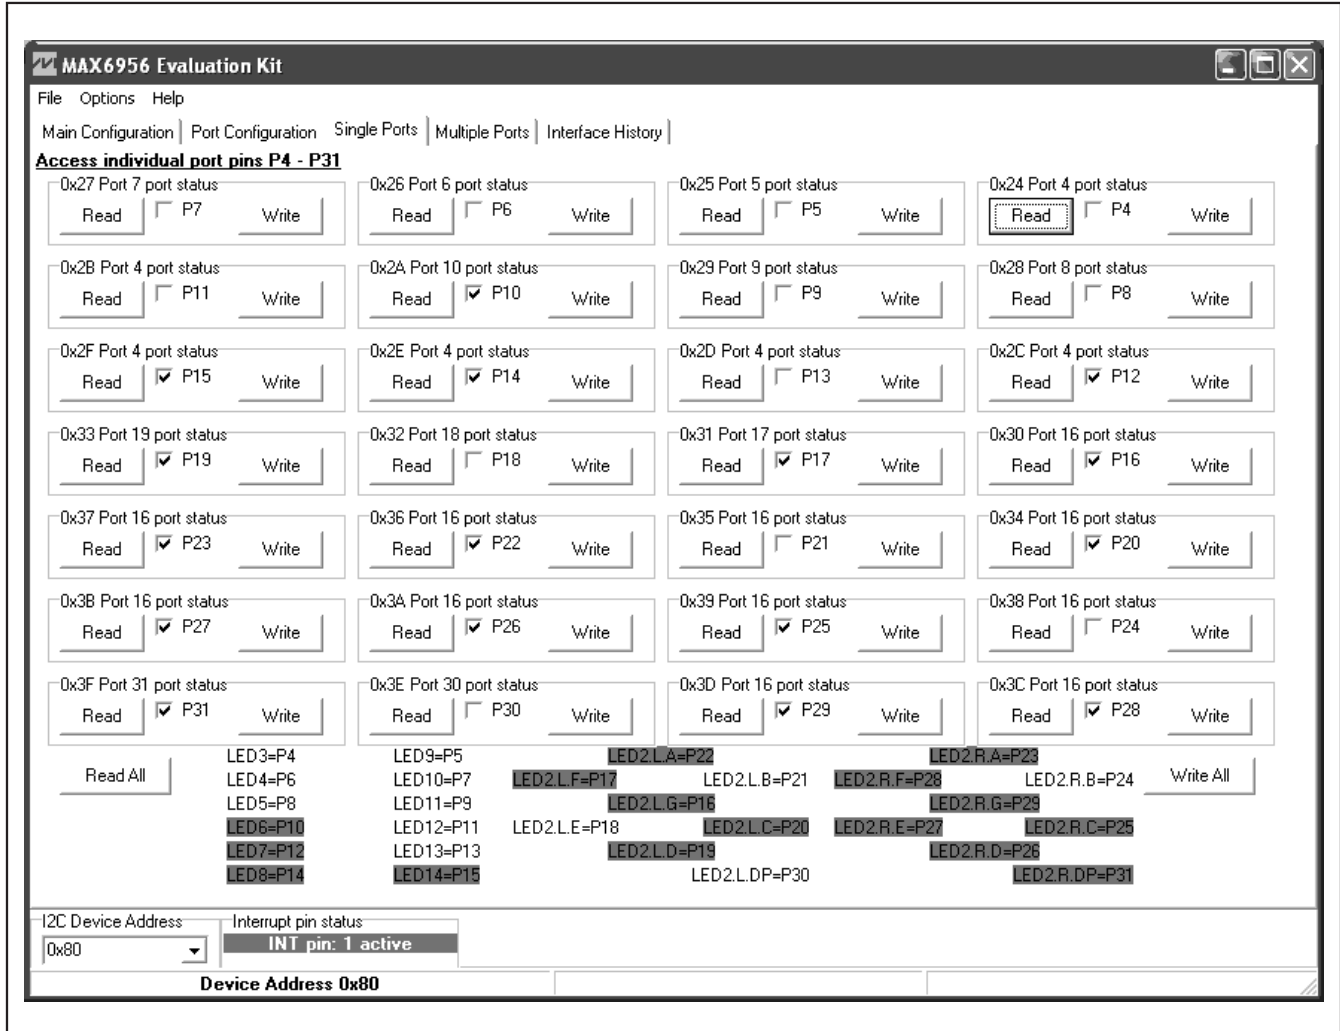 MAX6956 Evaluation Kit
File Options Help
Main Configuration Port Configuration Single Ports Multiple Ports Interface History
Access individual port pins P4 - P31
0x27 Port 7 port status 0x26 Port 6 port status 0x25 Port 5 port status 0x24 Port 4 port status
Read P7 Write Read P6 Write Read P5 Write Read P4 Write
0x2B Port 4 port status 0x2A Port 10 port status 0x29 Port 9 port status 0x28 Port 8 port status
Read P11 Write Read P10 Write Read P9 Write Read P8 Write
0x2F Port 4 port status 0x2E Port 4 port status 0x2D Port 4 port status 0x2C Port 4 port status
Read P15 Write Read P14 Write Read P13 Write Read P12 Write
0x33 Port 19 port status 0x32 Port 18 port status 0x31 Port 17 port status 0x30 Port 16 port status
Read P19 Write Read P18 Write Read P17 Write Read P16 Write
0x37 Port 16 port status 0x36 Port 16 port status 0x35 Port 16 port status 0x34 Port 16 port status
Read P23 Write Read P22 Write Read P21 Write Read P20 Write
0x3B Port 16 port status 0x3A Port 16 port status 0x39 Port 16 port status 0x38 Port 16 port status
Read P27 Write Read P26 Write Read P25 Write Read P24 Write
0x3F Port 31 port status 0x3E Port 30 port status 0x3D Port 16 port status 0x3C Port 16 port status
Read P31 Write Read P30 Write Read P29 Write Read P28 Write
LED3=P4 LED9=P5 LED2.L.A=P22 LED2.R.A=P23
Read All LED4=P6 LED10=P7 LED2.L.F=P17 LED2.L.B=P21 LED2.R.F=P28 LED2.R.B=P24 Write All
LED5=P8 LED11=P9 LED2.L.G=P16 LED2.R.G=P29
LED6=P10 LED12=P11 LED2.L.E=P18 LED2.L.C=P20 LED2.R.E=P27 LED2.R.C=P25
LED7=P12 LED13=P13 LED2.L.D=P19 LED2.R.D=P26
LED8=P14 LED14=P15 LED2.L.DP=P30 LED2.R.DP=P31
I2C Device Address Interrupt pin status
0x80 INT pin: 1 active
Device Address 0x80